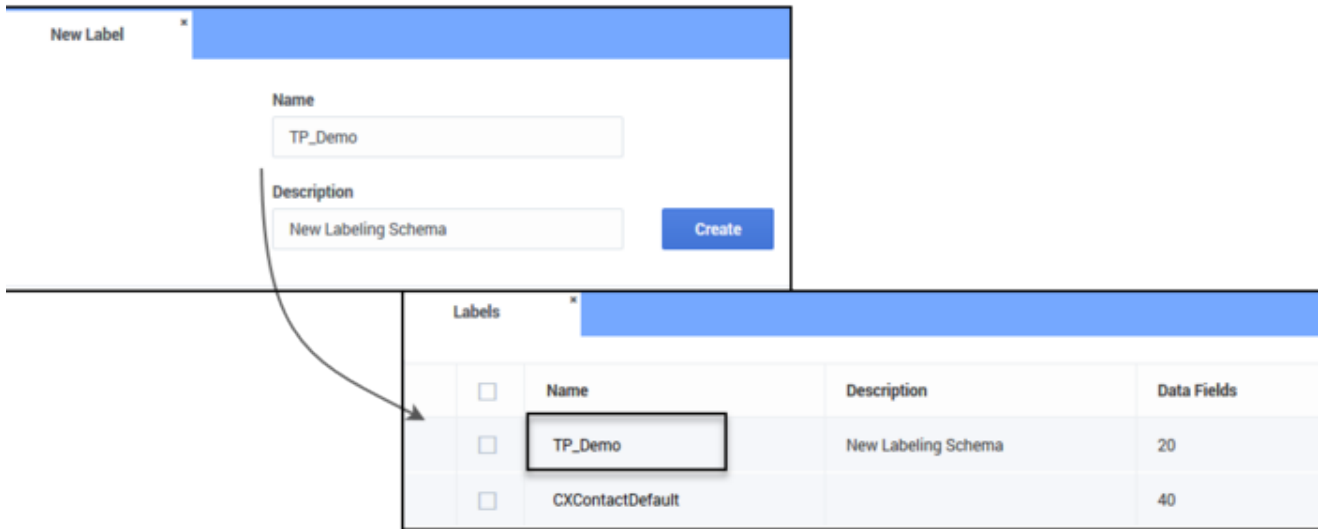 New Label
Name
TP_Demo
Description
New Labeling Schema
Create
Labels
Name Description Data Fields
TP_Demo New Labeling Schema 20
CXContactDefault 40